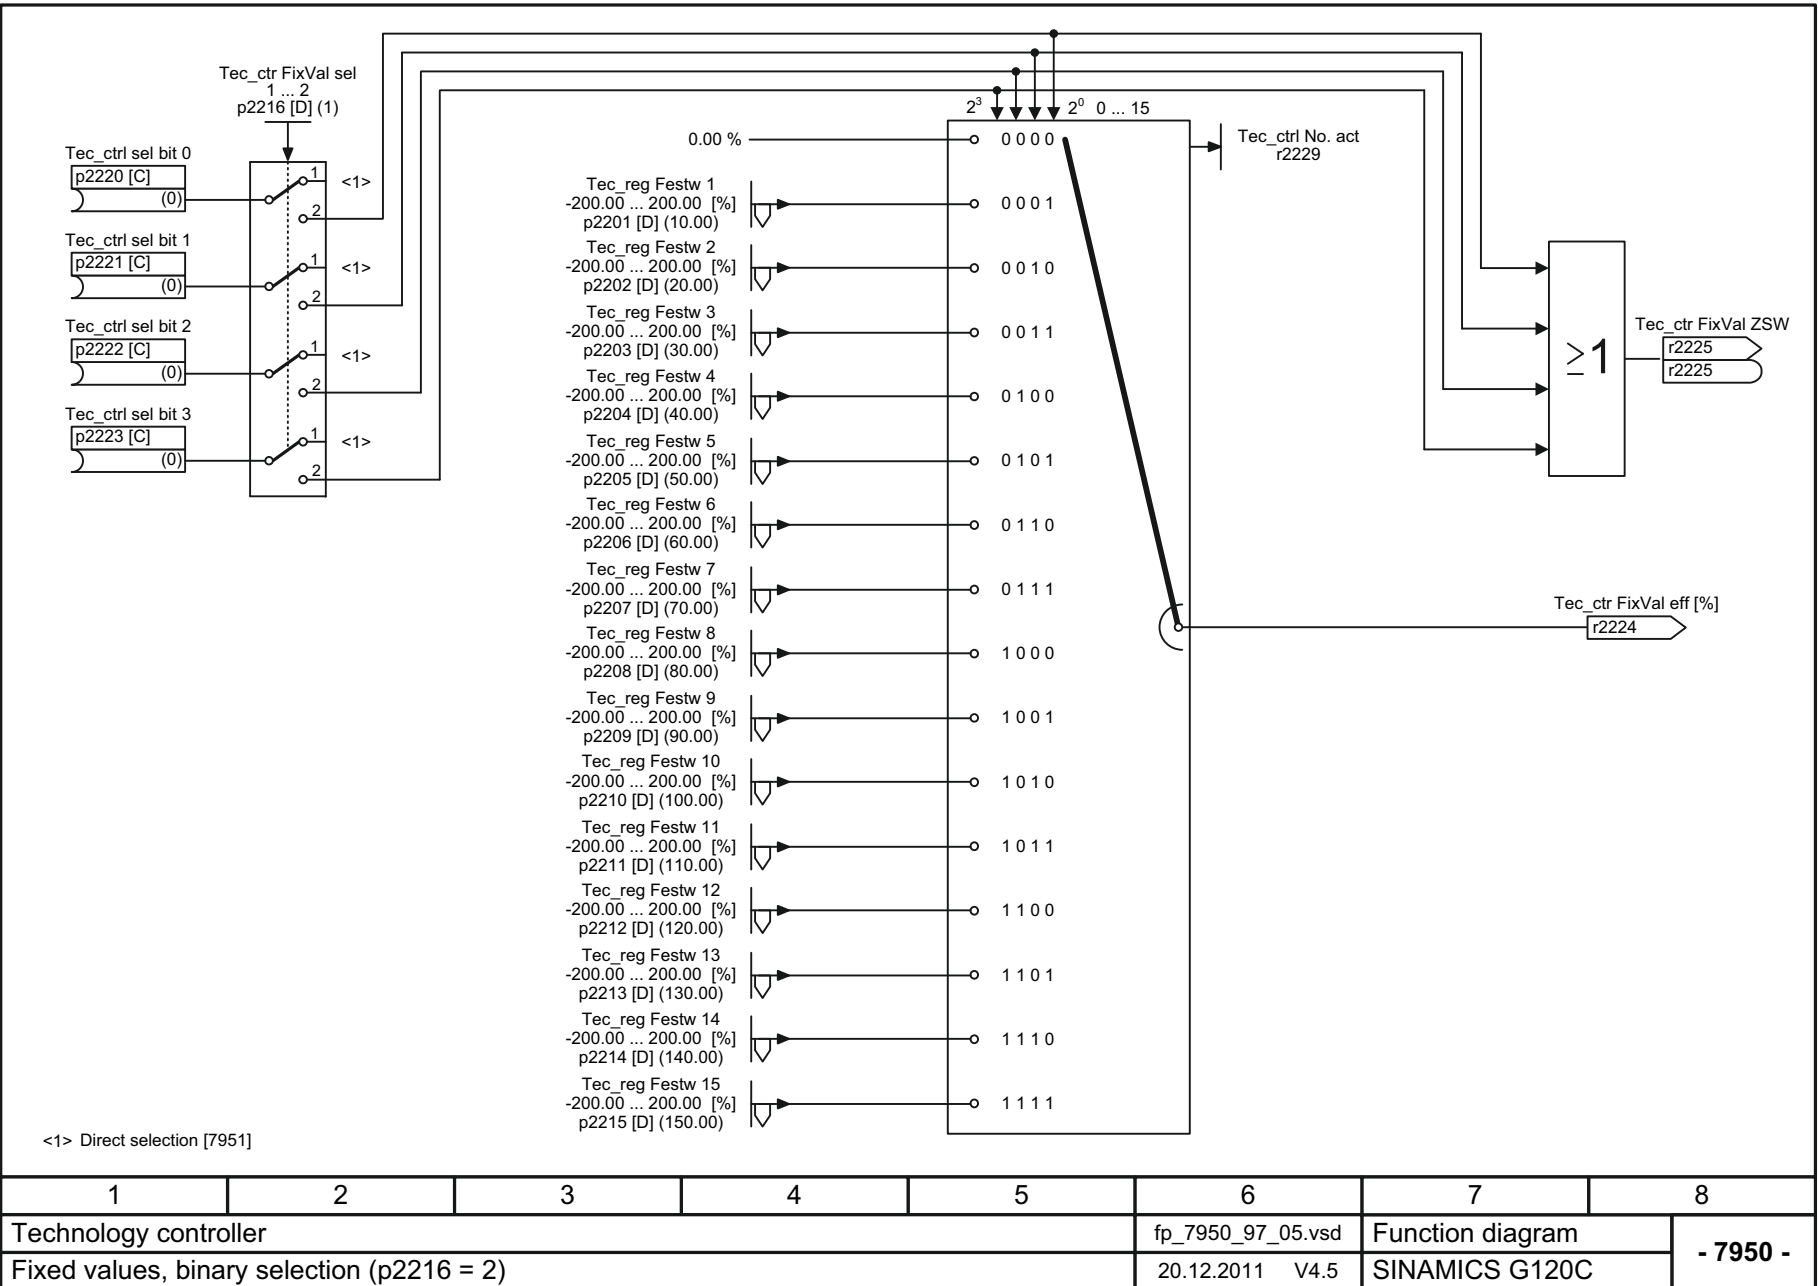 Tec_ctr FixVal sel
1 ... 2
p2216 [D] (1)
Tec_ctrl sel bit 0
p2220 [C]
(0)
1
<1>
2
Tec_ctrl sel bit 1
p2221 [C]
(0)
1
<1>
2
Tec_ctrl sel bit 2
p2222 [C]
(0)
1
<1>
2
Tec_ctrl sel bit 3
p2223 [C]
(0)
1
<1>
2
2³ 2⁰ 0 ... 15
0.00 % 0 0 0 0
Tec_ctrl No. act
r2229
Tec_reg Festw 1
-200.00 ... 200.00 [%] 0 0 0 1
p2201 [D] (10.00)
Tec_reg Festw 2
-200.00 ... 200.00 [%] 0 0 1 0
p2202 [D] (20.00)
Tec_reg Festw 3
-200.00 ... 200.00 [%] 0 0 1 1
p2203 [D] (30.00)
Tec_reg Festw 4
-200.00 ... 200.00 [%] 0 1 0 0
p2204 [D] (40.00)
Tec_reg Festw 5
-200.00 ... 200.00 [%] 0 1 0 1
p2205 [D] (50.00)
Tec_reg Festw 6
-200.00 ... 200.00 [%] 0 1 1 0
p2206 [D] (60.00)
Tec_reg Festw 7
-200.00 ... 200.00 [%] 0 1 1 1
p2207 [D] (70.00)
Tec_reg Festw 8
-200.00 ... 200.00 [%] 1 0 0 0
p2208 [D] (80.00)
Tec_reg Festw 9
-200.00 ... 200.00 [%] 1 0 0 1
p2209 [D] (90.00)
Tec_reg Festw 10
-200.00 ... 200.00 [%] 1 0 1 0
p2210 [D] (100.00)
Tec_reg Festw 11
-200.00 ... 200.00 [%] 1 0 1 1
p2211 [D] (110.00)
Tec_reg Festw 12
-200.00 ... 200.00 [%] 1 1 0 0
p2212 [D] (120.00)
Tec_reg Festw 13
-200.00 ... 200.00 [%] 1 1 0 1
p2213 [D] (130.00)
Tec_reg Festw 14
-200.00 ... 200.00 [%] 1 1 1 0
p2214 [D] (140.00)
Tec_reg Festw 15
-200.00 ... 200.00 [%] 1 1 1 1
p2215 [D] (150.00)
≥1
Tec_ctr FixVal ZSW
r2225
r2225
Tec_ctr FixVal eff [%]
r2224
<1> Direct selection [7951]
1 2 3 4 5 6 7 8
Technology controller fp_7950_97_05.vsd Function diagram
- 7950 -
Fixed values, binary selection (p2216 = 2) 20.12.2011 V4.5 SINAMICS G120C